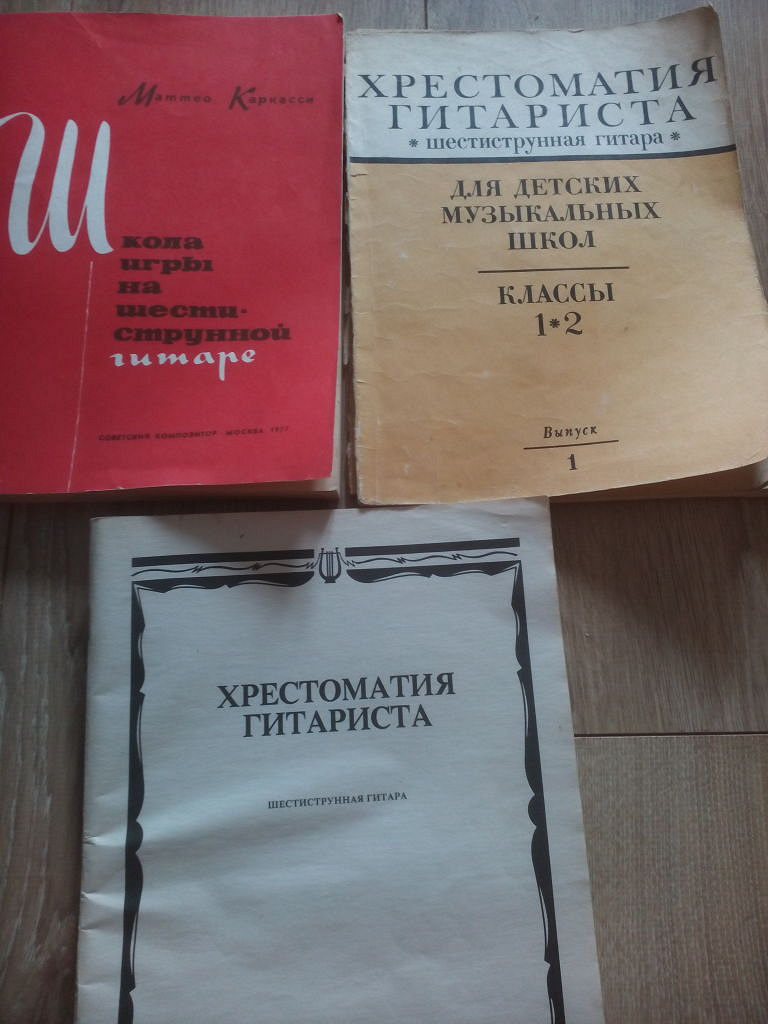 Маттео Каркасси
Школа
игры
на
шести-
струнной
гитаре
СОВЕТСКИЙ КОМПОЗИТОР · МОСКВА 1977
ХРЕСТОМАТИЯ
ГИТАРИСТА
* шестиструнная гитара *
ДЛЯ ДЕТСКИХ
МУЗЫКАЛЬНЫХ
ШКОЛ
КЛАССЫ
1*2
Выпуск
1
ХРЕСТОМАТИЯ
ГИТАРИСТА
ШЕСТИСТРУННАЯ ГИТАРА